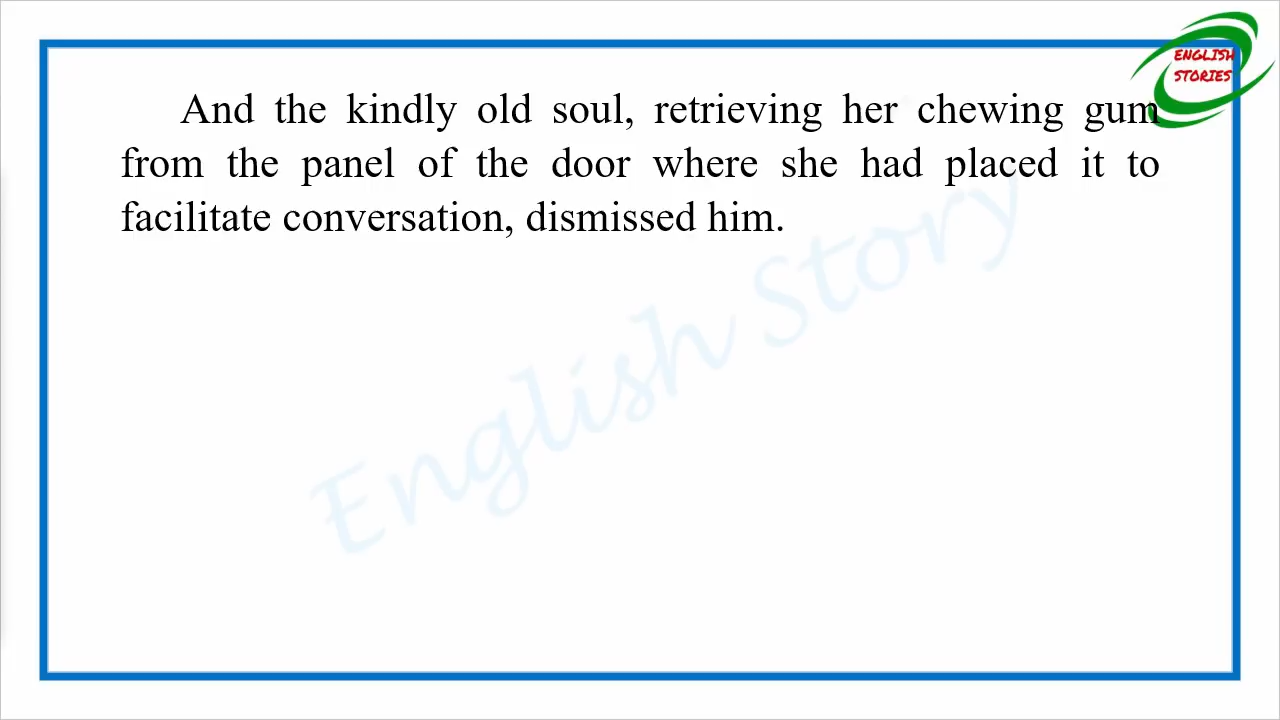 ENGLISH
STORIES
And the kindly old soul, retrieving her chewing gum
from the panel of the door where she had placed it to
facilitate conversation, dismissed him.
English Story